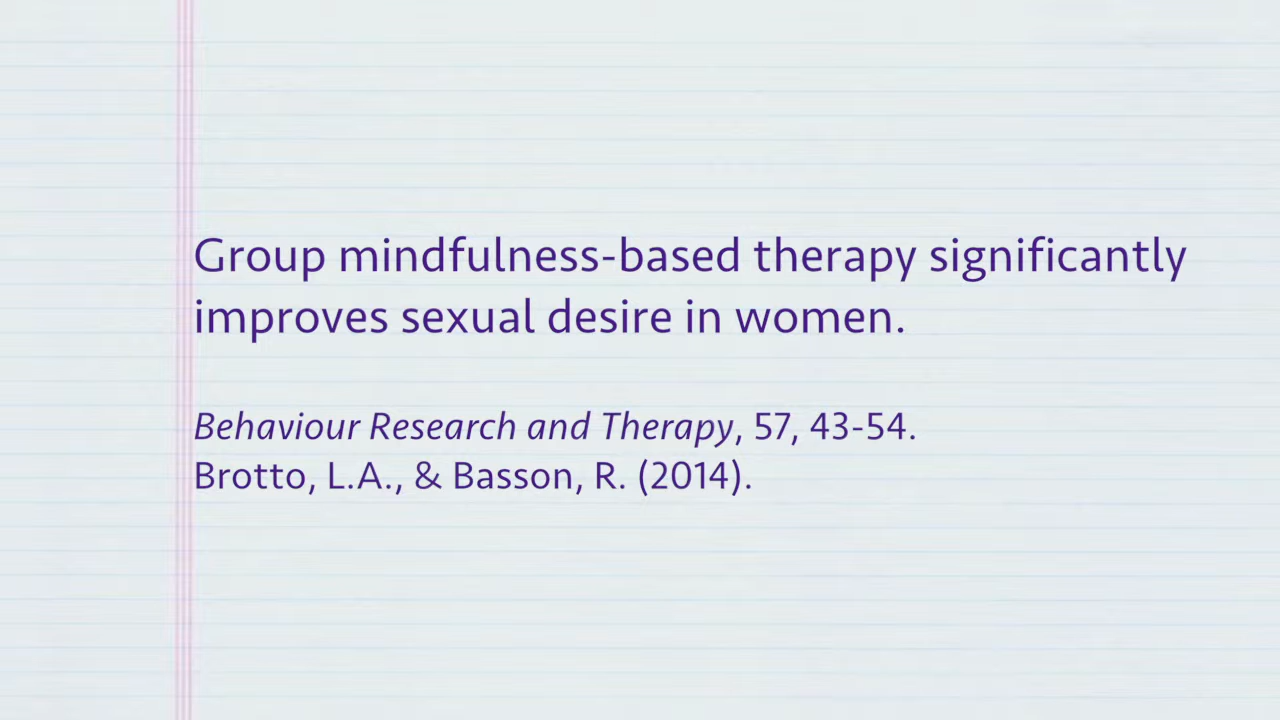 Group mindfulness-based therapy significantly
improves sexual desire in women.
Behaviour Research and Therapy, 57, 43-54.
Brotto, L.A., & Basson, R. (2014).